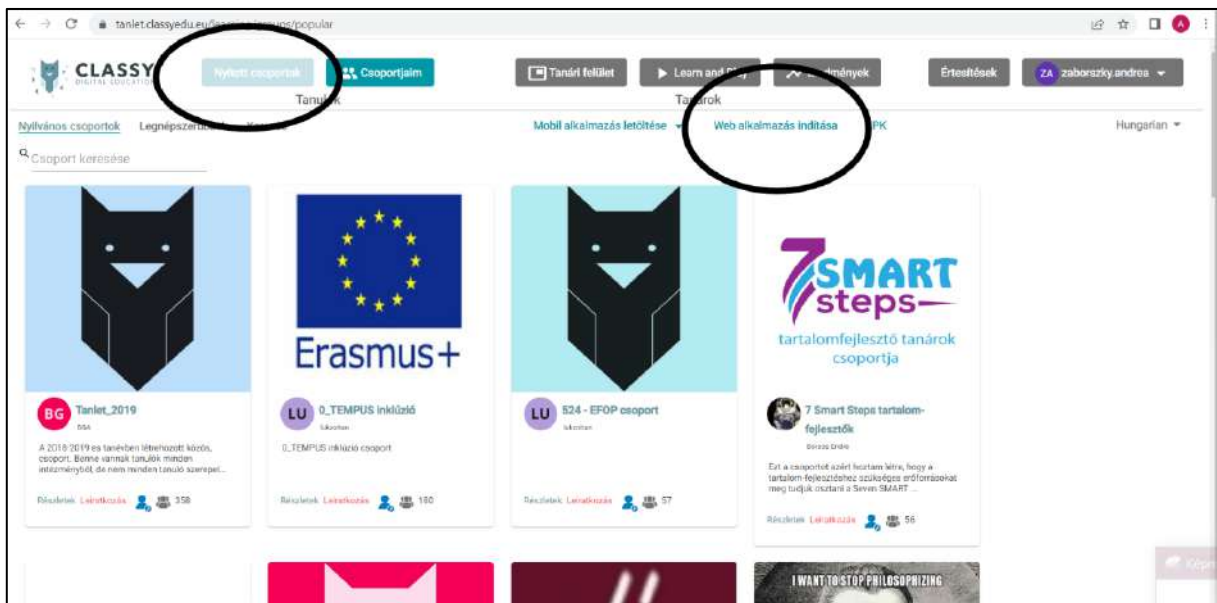 tanlet.classyedu.eu/
/popular
CLASSY
DIGITAL EDUCATION
Nyitott csoportok
Csoportjaim
Tanári felület
Learn and Play
Értesítések
ZA zaborszky.andrea
Tanulók
Tanárok
Nyilvános csoportok
Mobil alkalmazás letöltése
Web alkalmazás indítása
PK
Hungarian
Csoport keresése
Erasmus+
7SMART
steps
tartalomfejlesztő tanárok
csoportja
BG Tanlet_2019
A 2018-2019 es tanévben létrehozott közös,
csoport. Benne vannak tanulók minden
intézményből, de nem minden tanuló szerepel...
Részletek Leiratkozás 358
LU 0_TEMPUS inklúzió
0_TEMPUS inklúzió csoport
Részletek Leiratkozás 180
LU 524 - EFOP csoport
Részletek Leiratkozás 57
7 Smart Steps tartalom-
fejlesztők
Ezt a csoportot azért hoztam létre, hogy a
tartalom-fejlesztéshez szükséges erőforrásokat
meg tudjuk osztani a Seven SMART ...
Részletek Leiratkozás 56
I WANT TO STOP PHILOSOPHIZING